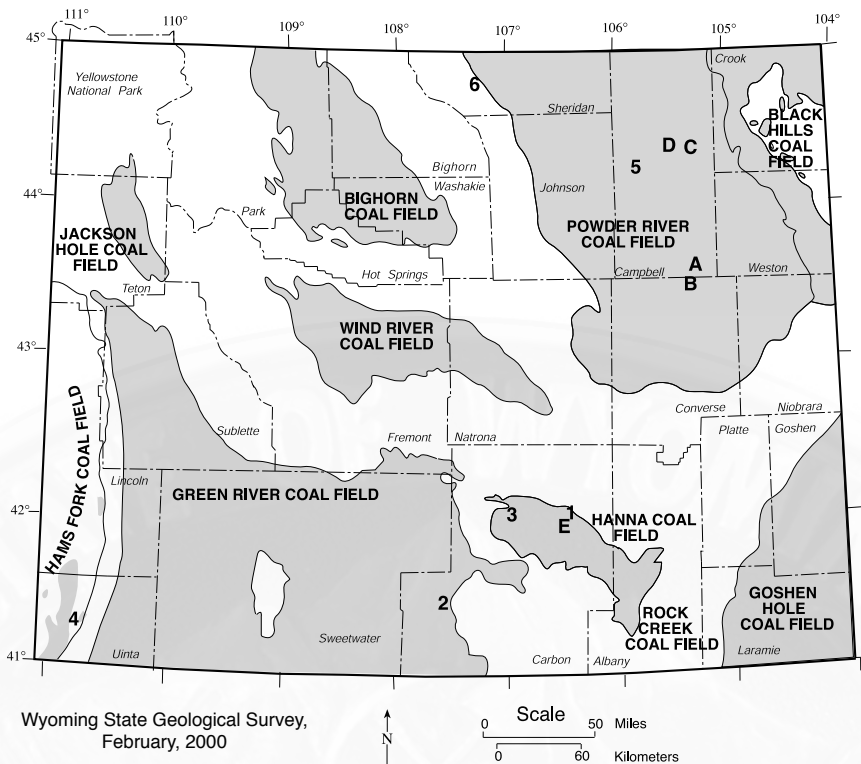 111°
110°
109°
108°
107°
106°
105°
104°
45°
Yellowstone
National Park
6
Crook
Sheridan
BLACK
HILLS
COAL
FIELD
D C
5
Bighorn
Washakie
Johnson
44°
BIGHORN
COAL FIELD
Park
POWDER RIVER
COAL FIELD
JACKSON
HOLE COAL
FIELD
A
Hot Springs
Campbell
Weston
B
Teton
WIND RIVER
COAL FIELD
43°
HAMS FORK COAL FIELD
Converse
Niobrara
Sublette
Fremont
Natrona
Platte
Goshen
Lincoln
GREEN RIVER COAL FIELD
42°
3
1
E
HANNA COAL
FIELD
4
2
ROCK
CREEK
COAL FIELD
GOSHEN
HOLE
COAL FIELD
Sweetwater
41°
Uinta
Carbon
Albany
Laramie
Wyoming State Geological Survey,
February, 2000
N
Scale
0 50 Miles
0 60 Kilometers